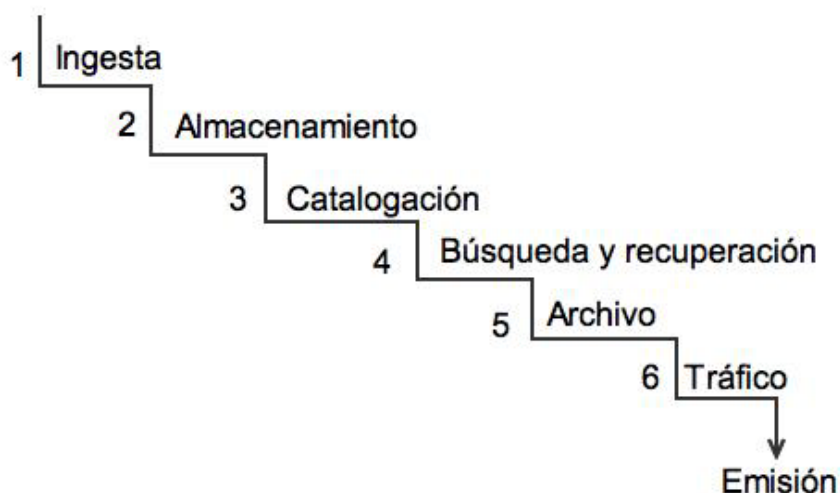 1 Ingesta
2 Almacenamiento
3 Catalogación
4 Búsqueda y recuperación
5 Archivo
6 Tráfico
Emisión